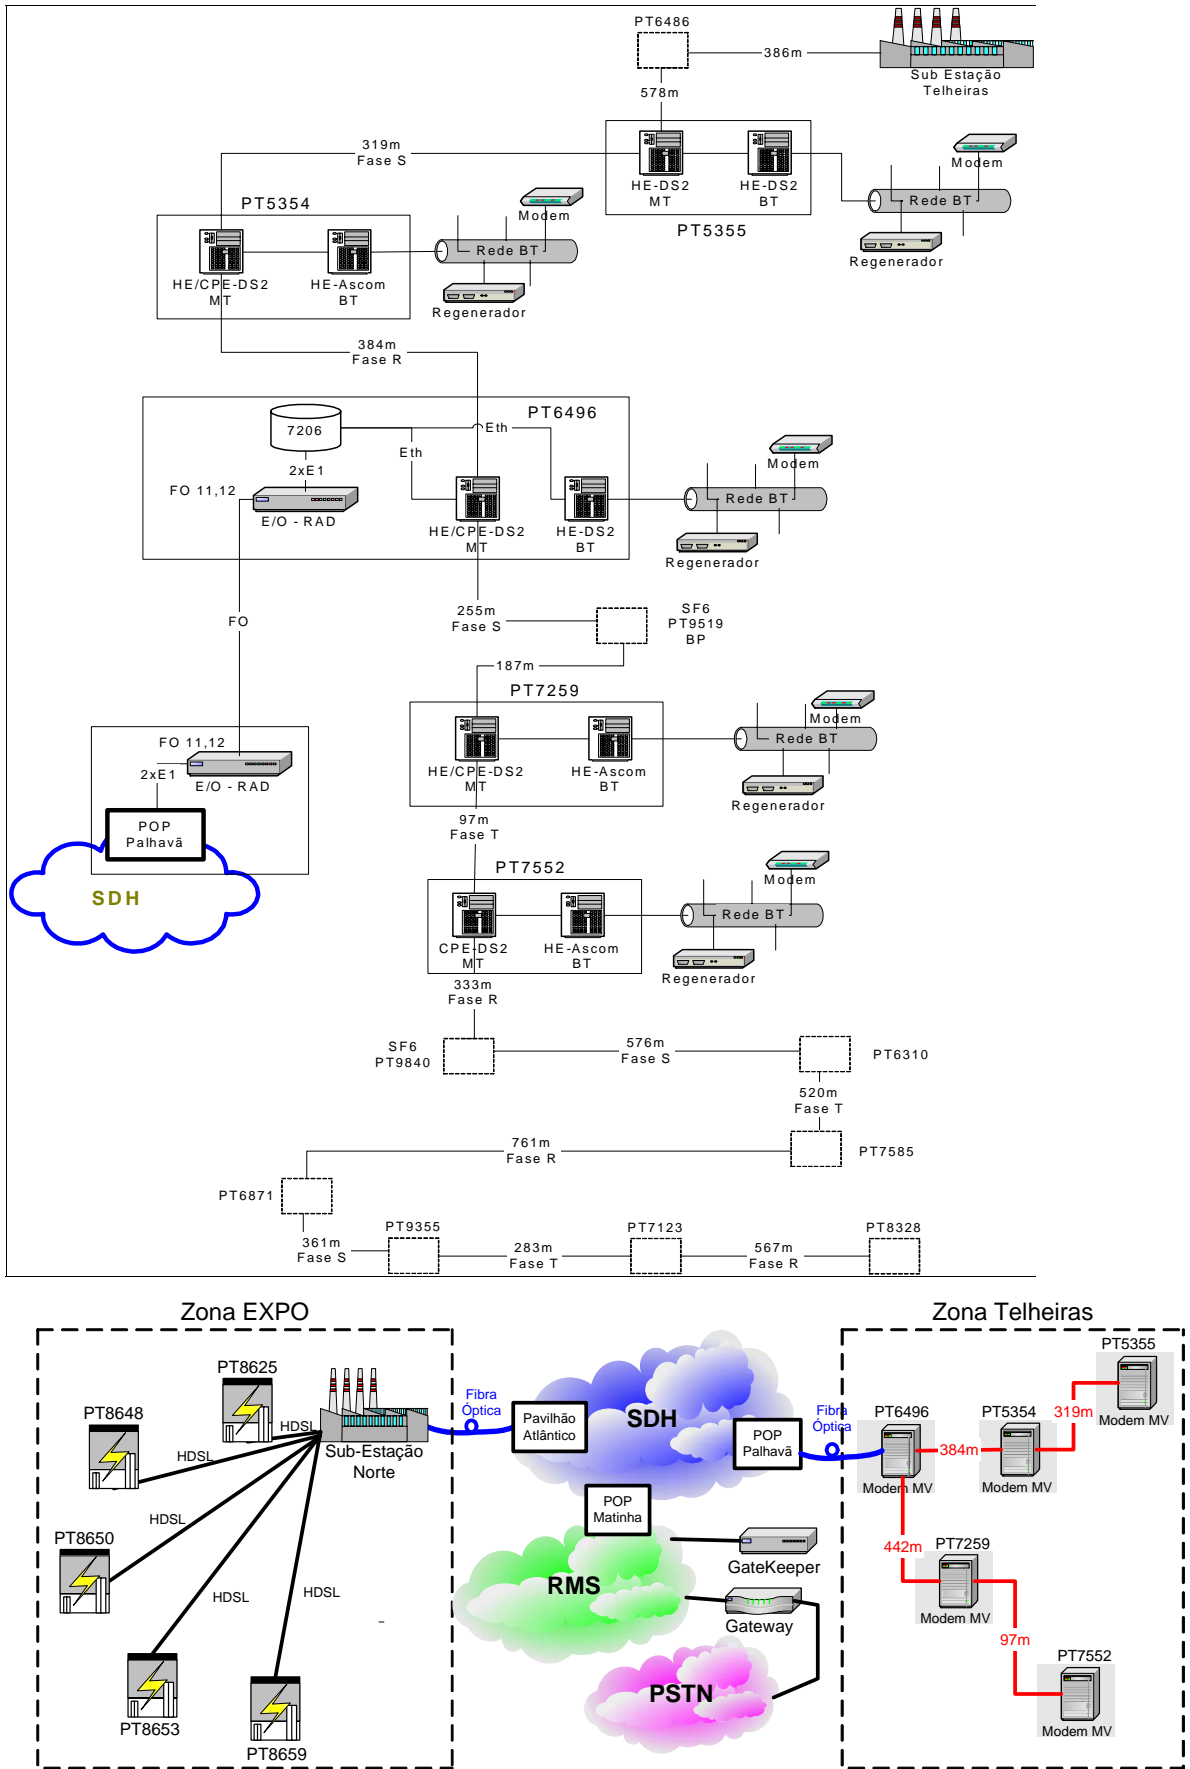 PT6486
386m
Sub Estação
Telheiras
578m
319m
Fase S
HE-DS2
MT
HE-DS2
BT
PT5355
Modem
Rede BT
Regenerador
PT5354
HE/CPE-DS2
MT
HE-Ascom
BT
Modem
Rede BT
Regenerador
384m
Fase R
PT6496
7206
Eth
Eth
2xE1
FO 11,12
E/O - RAD
HE/CPE-DS2
MT
HE-DS2
BT
Modem
Rede BT
Regenerador
FO
255m
Fase S
SF6
PT9519
BP
187m
PT7259
HE/CPE-DS2
MT
HE-Ascom
BT
Modem
Rede BT
Regenerador
FO 11,12
2xE1
E/O - RAD
POP
Palhavã
SDH
97m
Fase T
PT7552
CPE-DS2
MT
HE-Ascom
BT
Modem
Rede BT
Regenerador
333m
Fase R
SF6
PT9840
576m
Fase S
PT6310
520m
Fase T
PT7585
761m
Fase R
PT6871
361m
Fase S
PT9355
283m
Fase T
PT7123
567m
Fase R
PT8328
Zona EXPO
PT8625
PT8648
HDSL
HDSL
Sub-Estação
Norte
PT8650
HDSL
HDSL
HDSL
PT8653
PT8659
Fibra
Óptica
Pavilhão
Atlântico
SDH
POP
Palhavã
Fibra
Óptica
POP
Matinha
RMS
GateKeeper
Gateway
PSTN
Zona Telheiras
PT5355
Modem MV
319m
PT6496
Modem MV
384m
PT5354
Modem MV
442m
PT7259
Modem MV
97m
PT7552
Modem MV